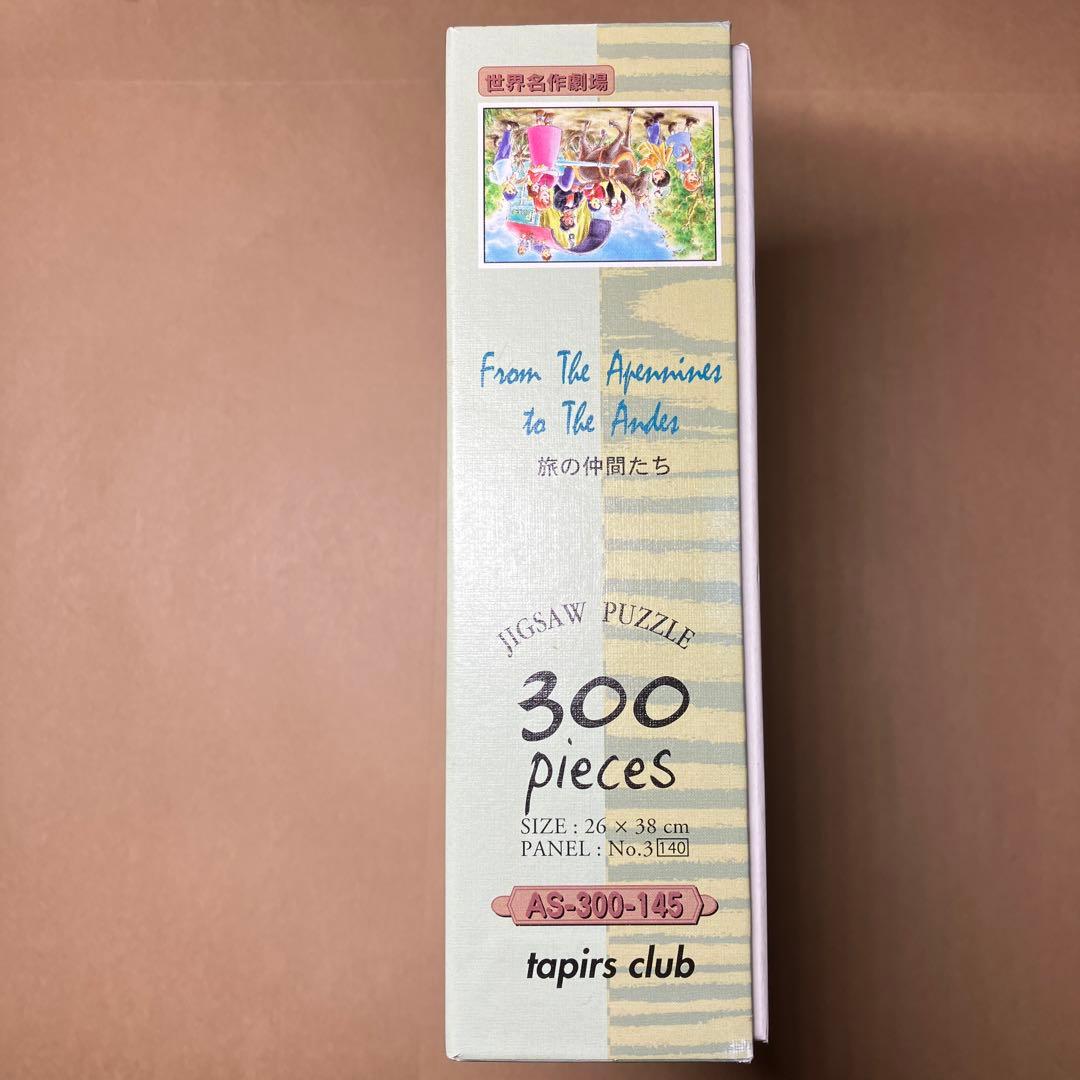 世界名作劇場
From The Apennines
to The Andes
旅の仲間たち
JIGSAW PUZZLE
300
pieces
SIZE : 26 × 38 cm
PANEL : No.3 140
AS-300-145
tapirs club